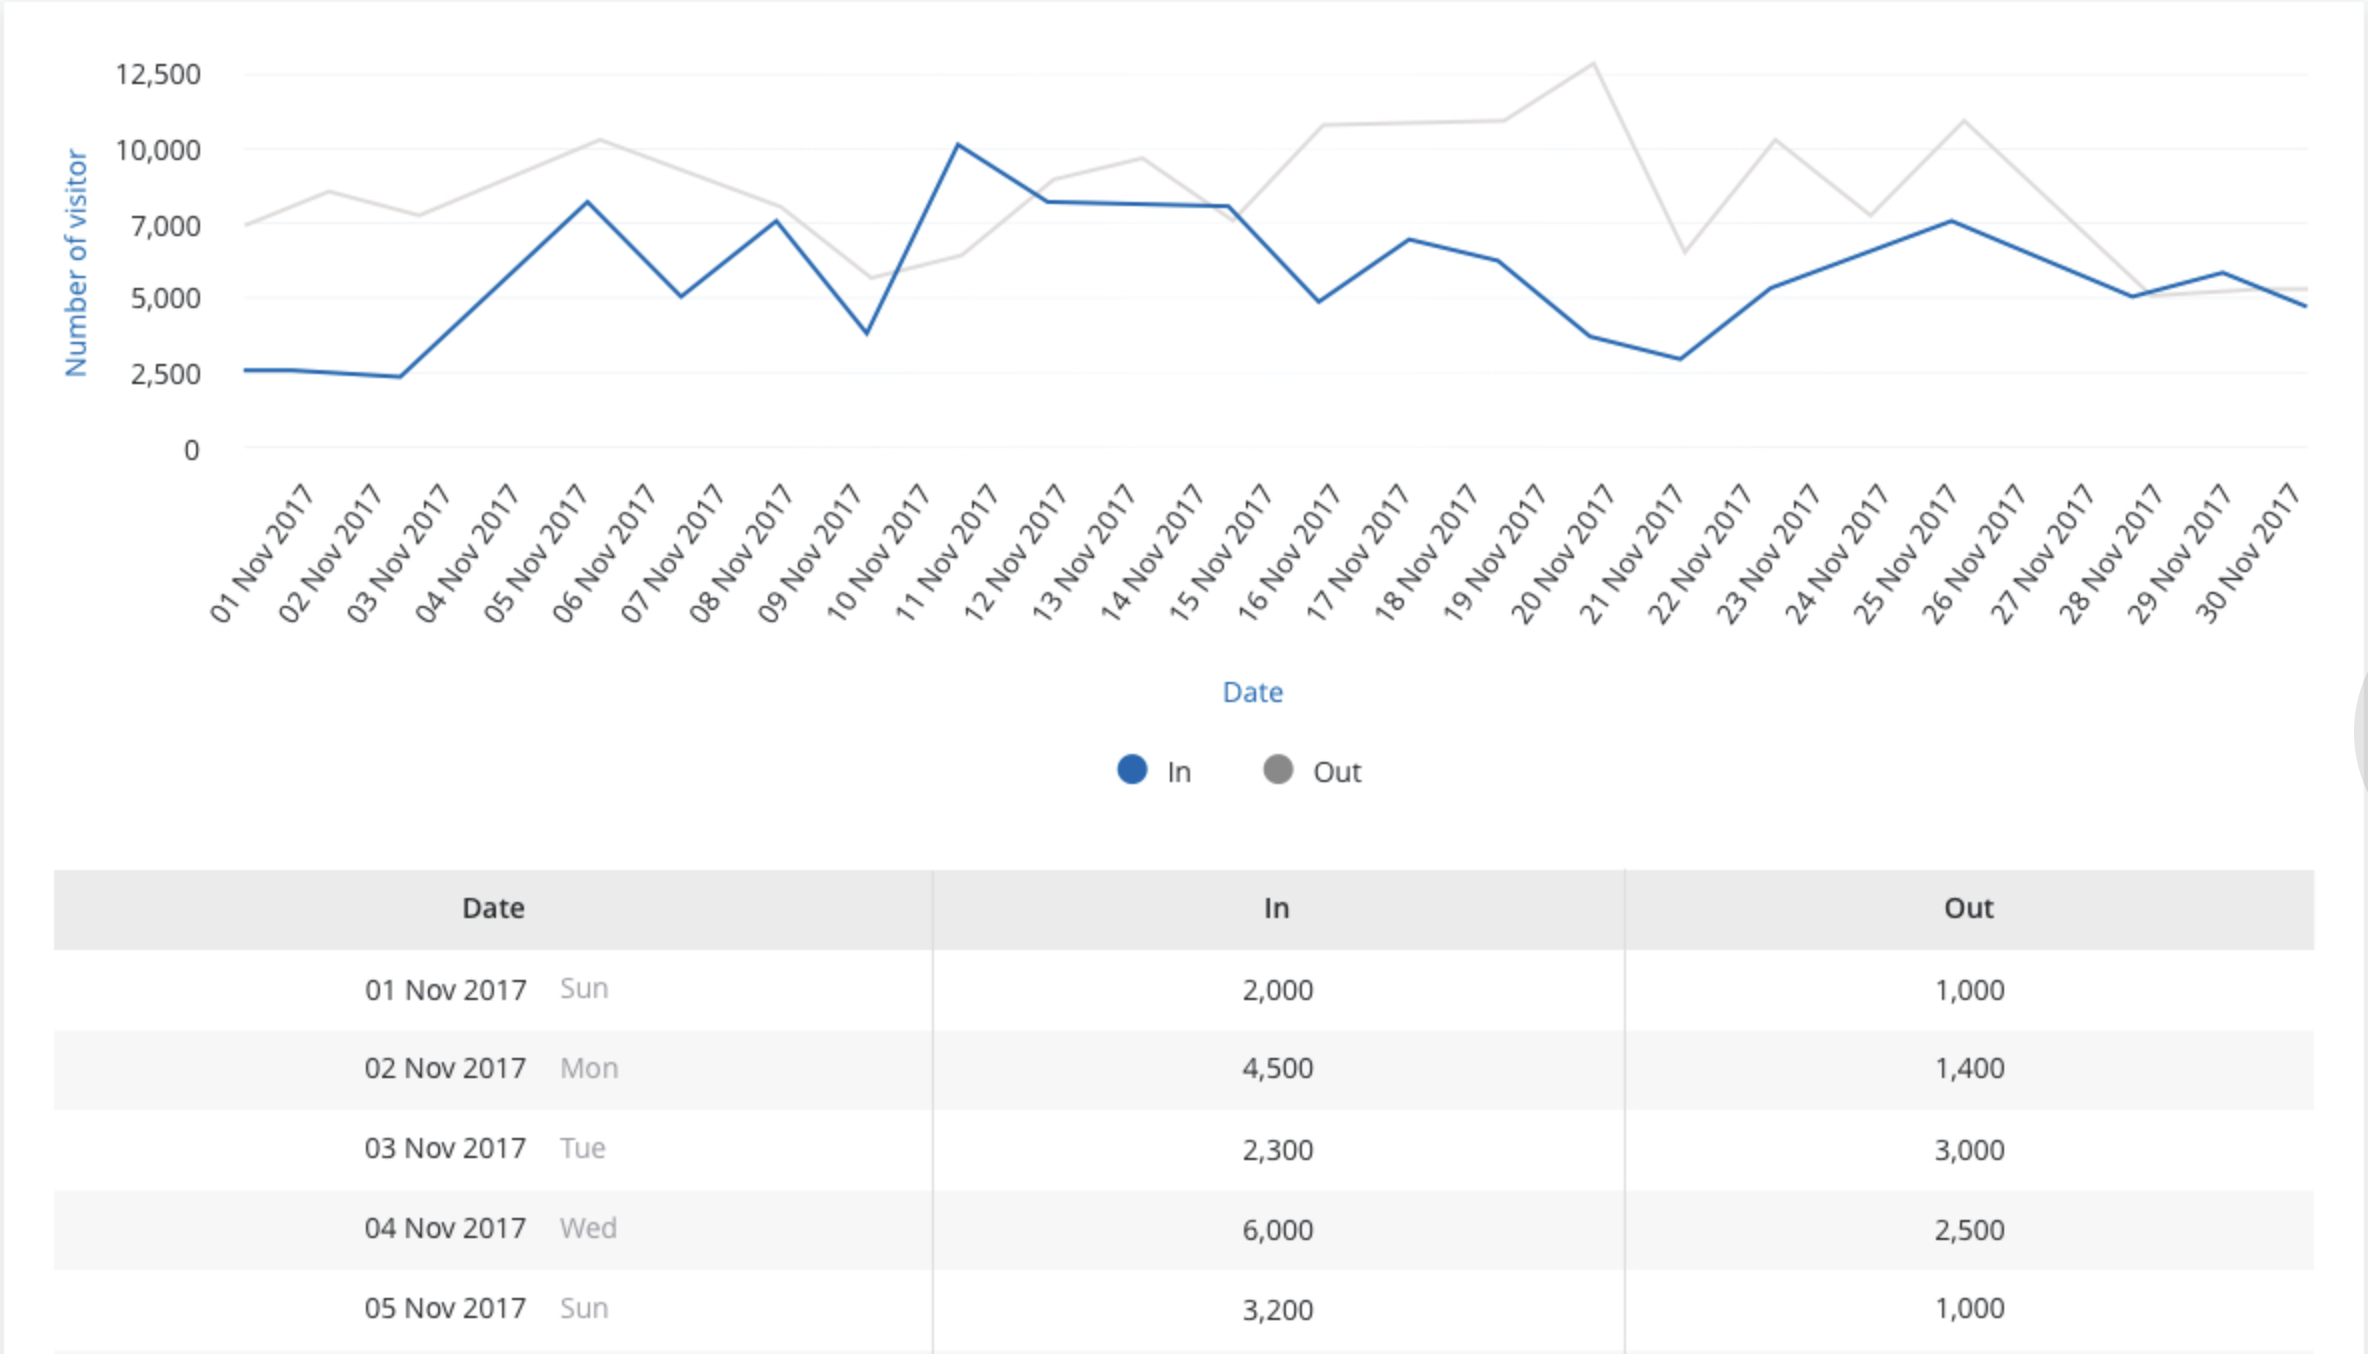 12,500
10,000
7,000
5,000
2,500
0
Number of visitor
01 Nov 2017
02 Nov 2017
03 Nov 2017
04 Nov 2017
05 Nov 2017
06 Nov 2017
07 Nov 2017
08 Nov 2017
09 Nov 2017
10 Nov 2017
11 Nov 2017
12 Nov 2017
13 Nov 2017
14 Nov 2017
15 Nov 2017
16 Nov 2017
17 Nov 2017
18 Nov 2017
19 Nov 2017
20 Nov 2017
21 Nov 2017
22 Nov 2017
23 Nov 2017
24 Nov 2017
25 Nov 2017
26 Nov 2017
27 Nov 2017
28 Nov 2017
29 Nov 2017
30 Nov 2017
Date
In Out
Date In Out
01 Nov 2017 Sun 2,000 1,000
02 Nov 2017 Mon 4,500 1,400
03 Nov 2017 Tue 2,300 3,000
04 Nov 2017 Wed 6,000 2,500
05 Nov 2017 Sun 3,200 1,000